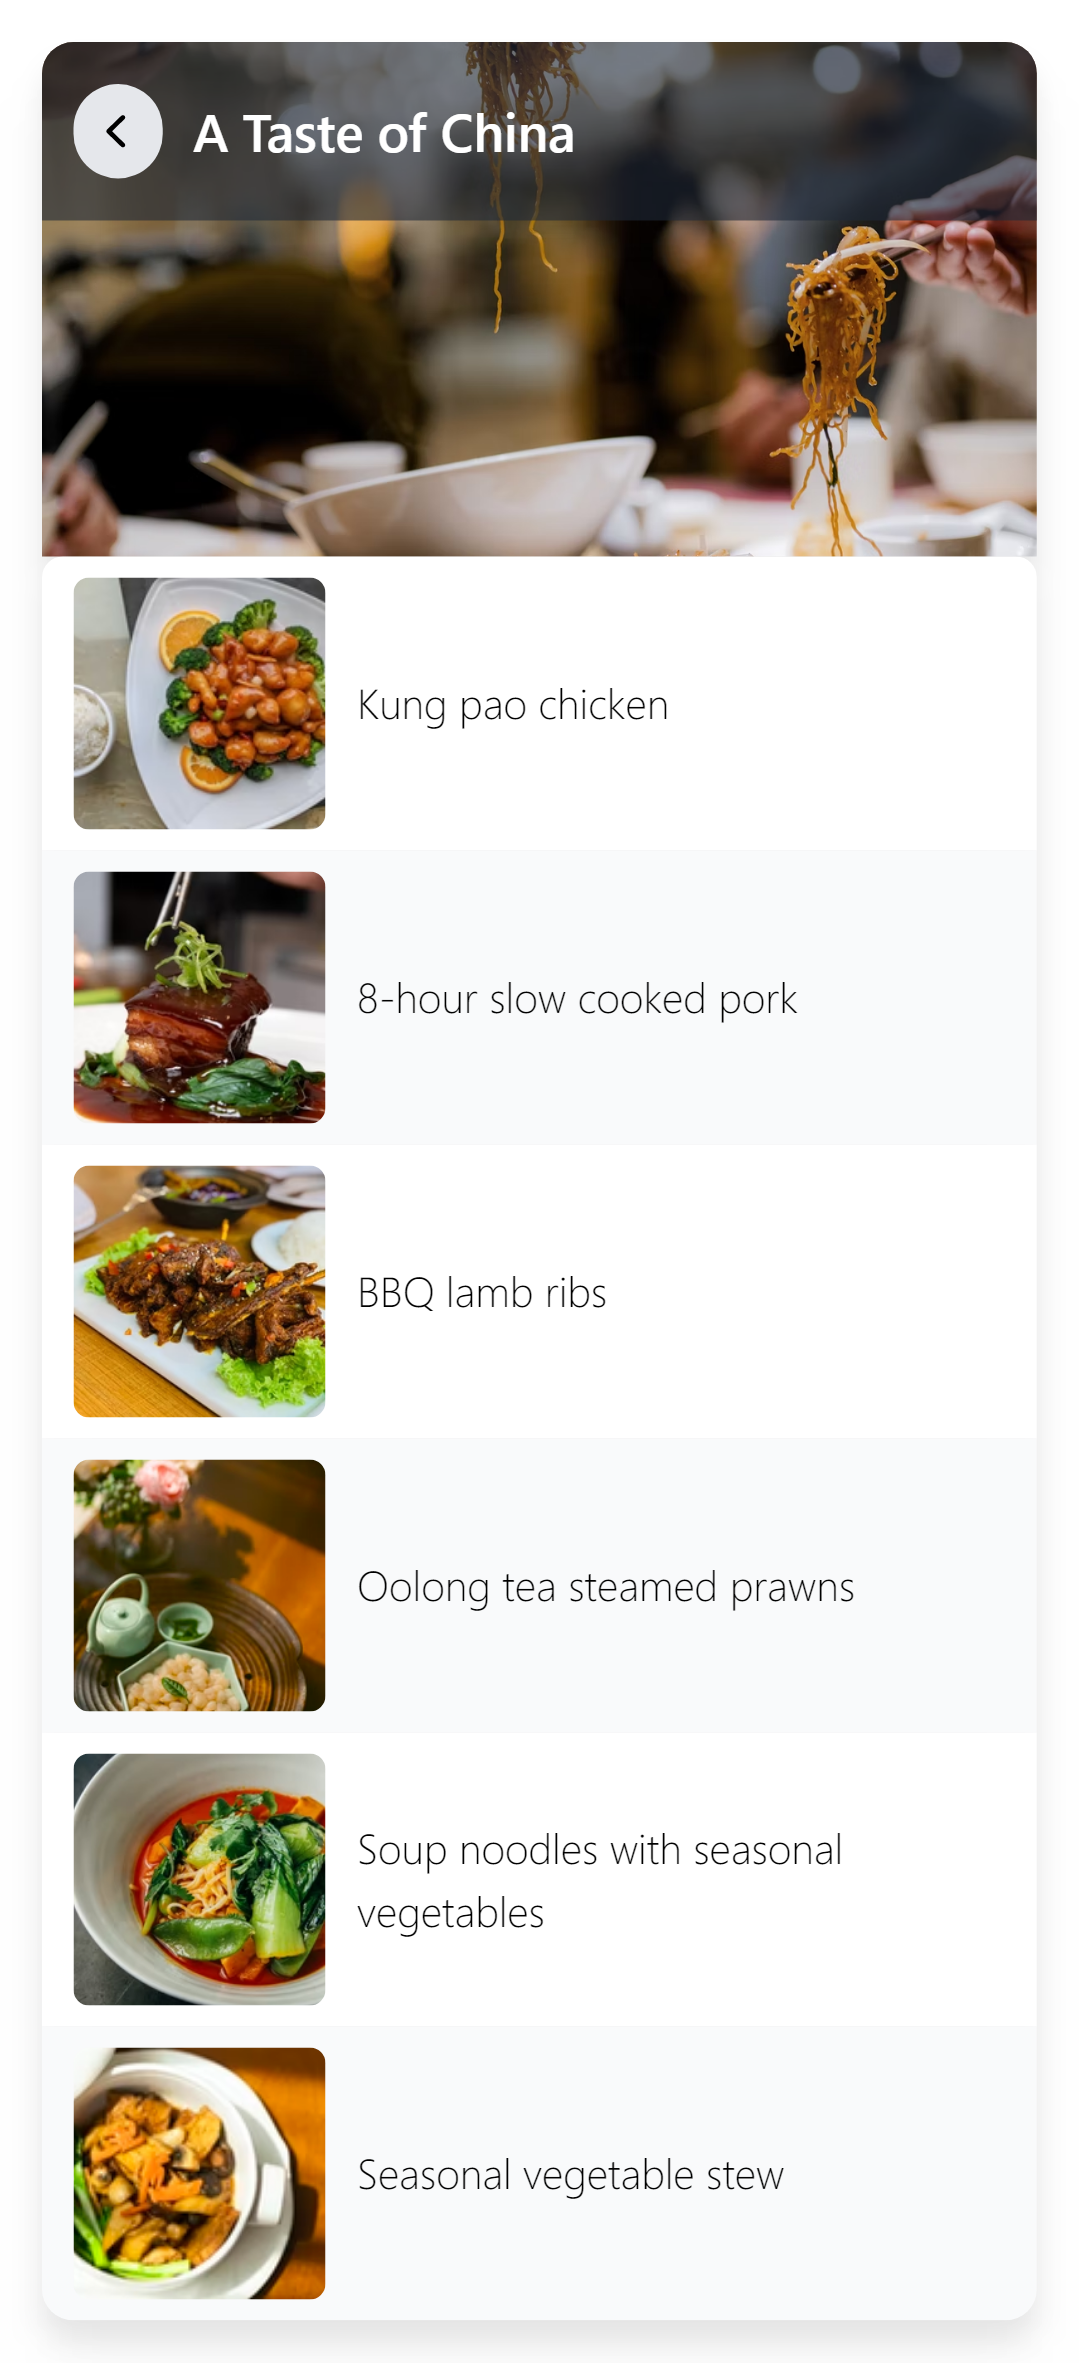 A Taste of China
Kung pao chicken
8-hour slow cooked pork
BBQ lamb ribs
Oolong tea steamed prawns
Soup noodles with seasonal
vegetables
Seasonal vegetable stew